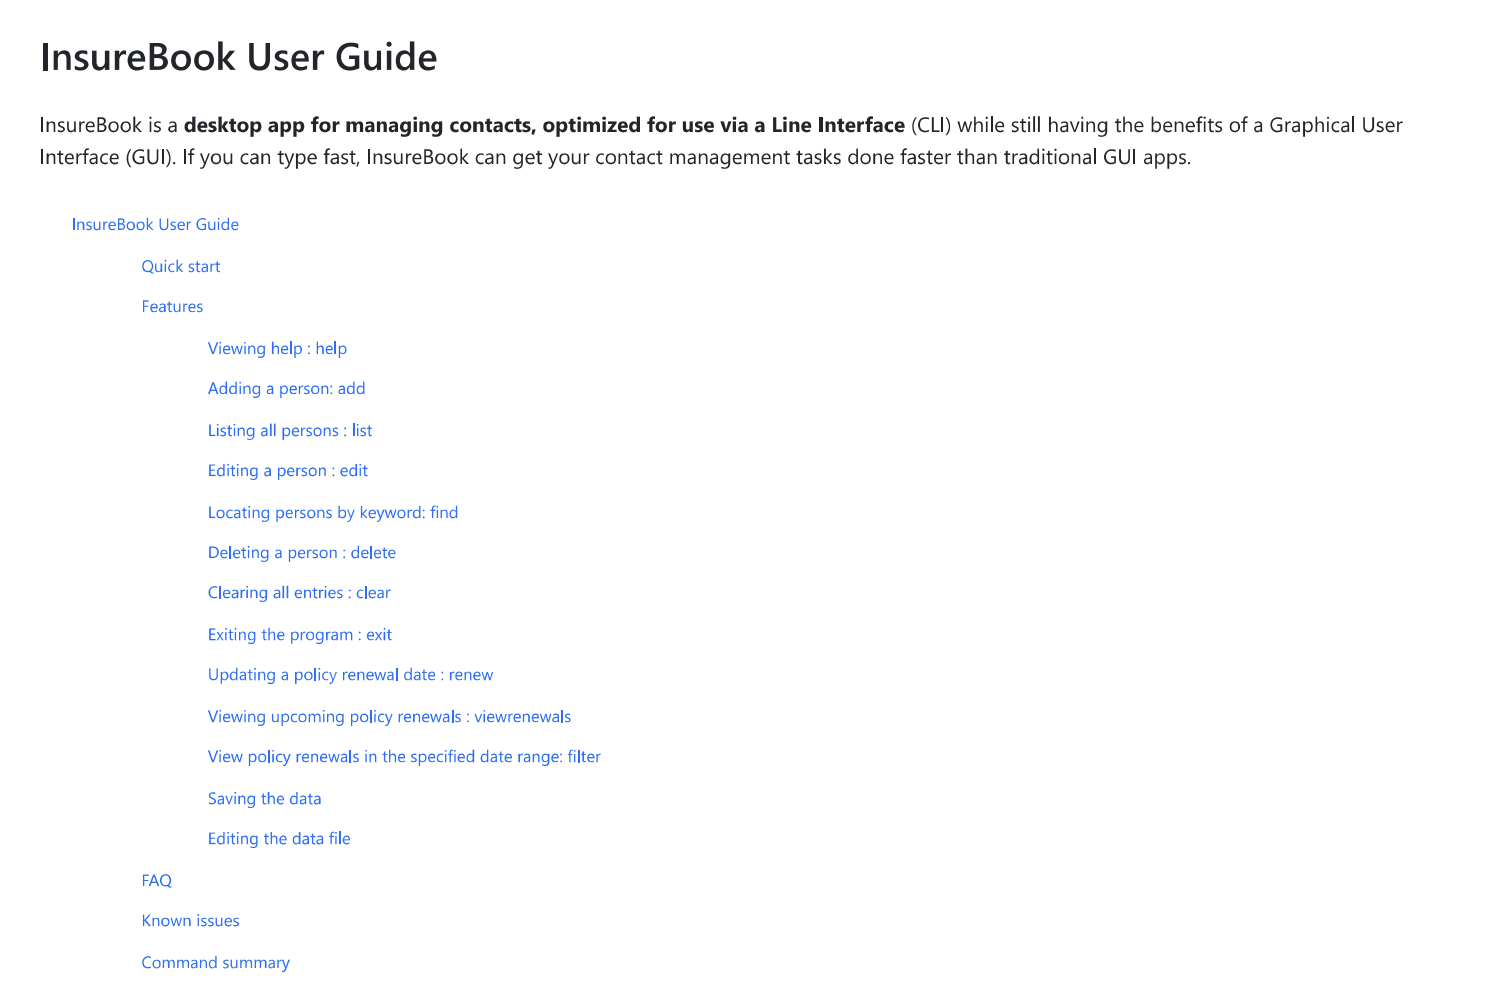 InsureBook User Guide
InsureBook is a desktop app for managing contacts, optimized for use via a Line Interface (CLI) while still having the benefits of a Graphical User
Interface (GUI). If you can type fast, InsureBook can get your contact management tasks done faster than traditional GUI apps.
InsureBook User Guide
Quick start
Features
Viewing help : help
Adding a person: add
Listing all persons : list
Editing a person : edit
Locating persons by keyword: find
Deleting a person : delete
Clearing all entries : clear
Exiting the program : exit
Updating a policy renewal date : renew
Viewing upcoming policy renewals : viewrenewals
View policy renewals in the specified date range: filter
Saving the data
Editing the data file
FAQ
Known issues
Command summary